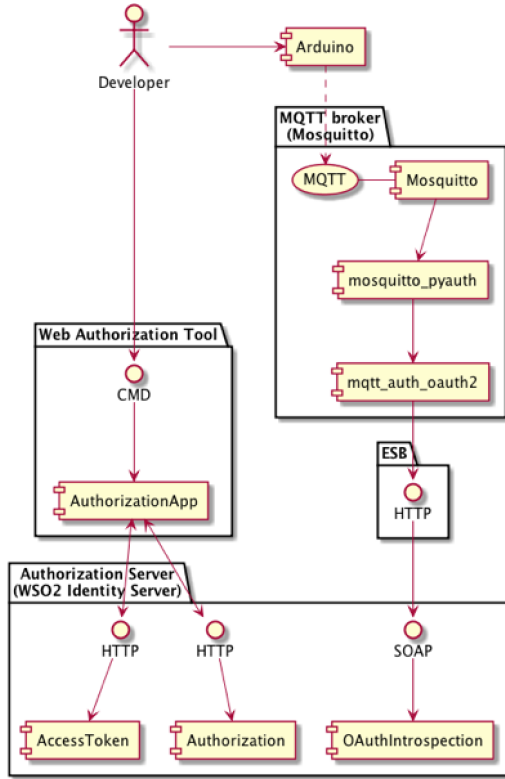 Developer
Arduino
MQTT broker
(Mosquitto)
MQTT
Mosquitto
mosquitto_pyauth
mqtt_auth_oauth2
Web Authorization Tool
CMD
AuthorizationApp
ESB
HTTP
Authorization Server
(WSO2 Identity Server)
HTTP
HTTP
SOAP
AccessToken
Authorization
OAuthIntrospection